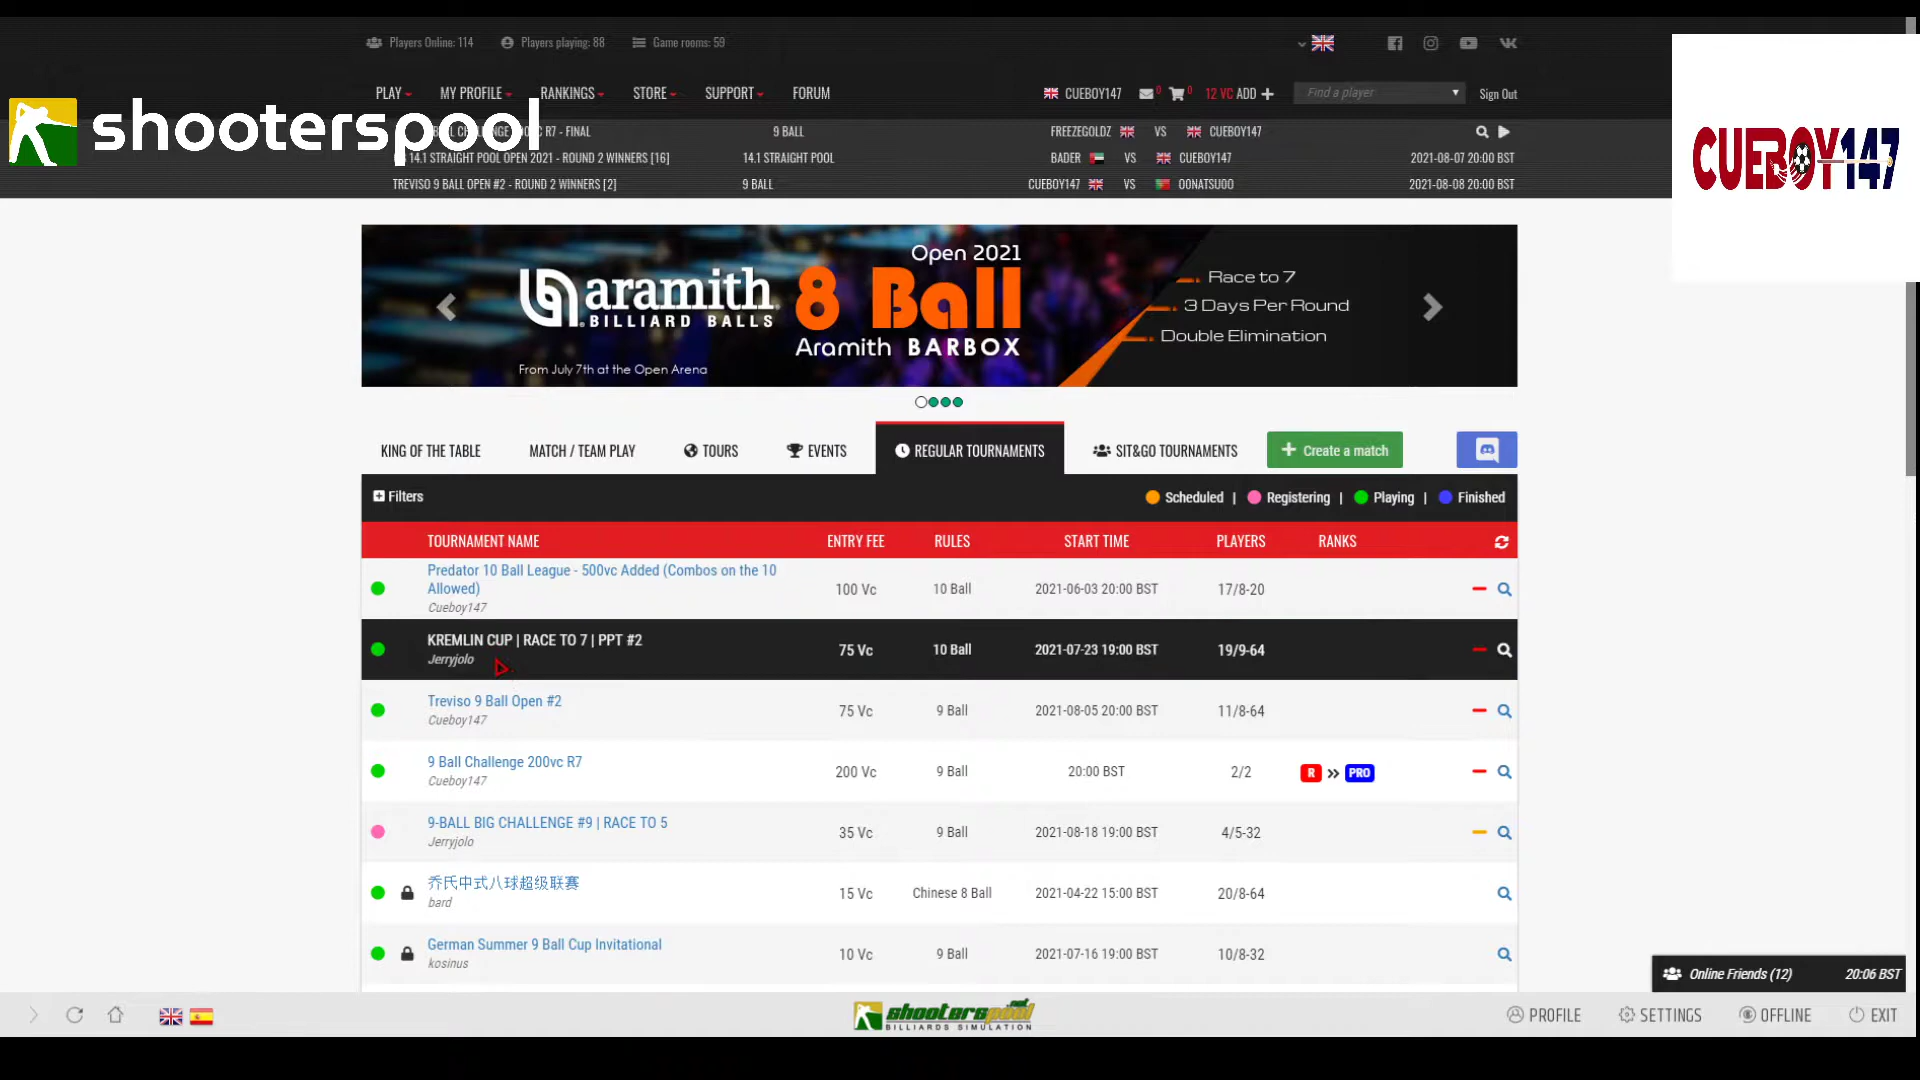 Players Online: 114 Players playing: 88 Game rooms: 59
PLAY MY PROFILE RANKINGS STORE SUPPORT FORUM CUEBOY147 0 0 12 VC ADD Find a player Sign Out
shooterspool
CUEBOY147
R7 - FINAL 9 BALL FREEZEGOLDZ VS CUEBOY147
14.1 STRAIGHT POOL OPEN 2021 - ROUND 2 WINNERS [16] 14.1 STRAIGHT POOL BADER VS CUEBOY147 2021-08-07 20:00 BST
TREVISO 9 BALL OPEN #2 - ROUND 2 WINNERS [2] 9 BALL CUEBOY147 VS OONATSUOO 2021-08-08 20:00 BST
aramith
BILLIARD BALLS
Open 2021
8 Ball
Aramith BARBOX
From July 7th at the Open Arena
Race to 7
3 Days Per Round
Double Elimination
KING OF THE TABLE MATCH / TEAM PLAY TOURS EVENTS REGULAR TOURNAMENTS SIT&GO TOURNAMENTS Create a match
Filters Scheduled | Registering | Playing | Finished
TOURNAMENT NAME ENTRY FEE RULES START TIME PLAYERS RANKS
Predator 10 Ball League - 500vc Added (Combos on the 10
Allowed)
Cueboy147
100 Vc 10 Ball 2021-06-03 20:00 BST 17/8-20
KREMLIN CUP | RACE TO 7 | PPT #2
Jerryjolo
75 Vc 10 Ball 2021-07-23 19:00 BST 19/9-64
Treviso 9 Ball Open #2
Cueboy147
75 Vc 9 Ball 2021-08-05 20:00 BST 11/8-64
9 Ball Challenge 200vc R7
Cueboy147
200 Vc 9 Ball 20:00 BST 2/2 R PRO
9-BALL BIG CHALLENGE #9 | RACE TO 5
Jerryjolo
35 Vc 9 Ball 2021-08-18 19:00 BST 4/5-32
乔氏中式八球超级联赛
bard
15 Vc Chinese 8 Ball 2021-04-22 15:00 BST 20/8-64
German Summer 9 Ball Cup Invitational
kosinus
10 Vc 9 Ball 2021-07-16 19:00 BST 10/8-32
Online Friends (12) 20:06 BST
shooterspool.net
BILLIARDS SIMULATION
PROFILE SETTINGS OFFLINE EXIT